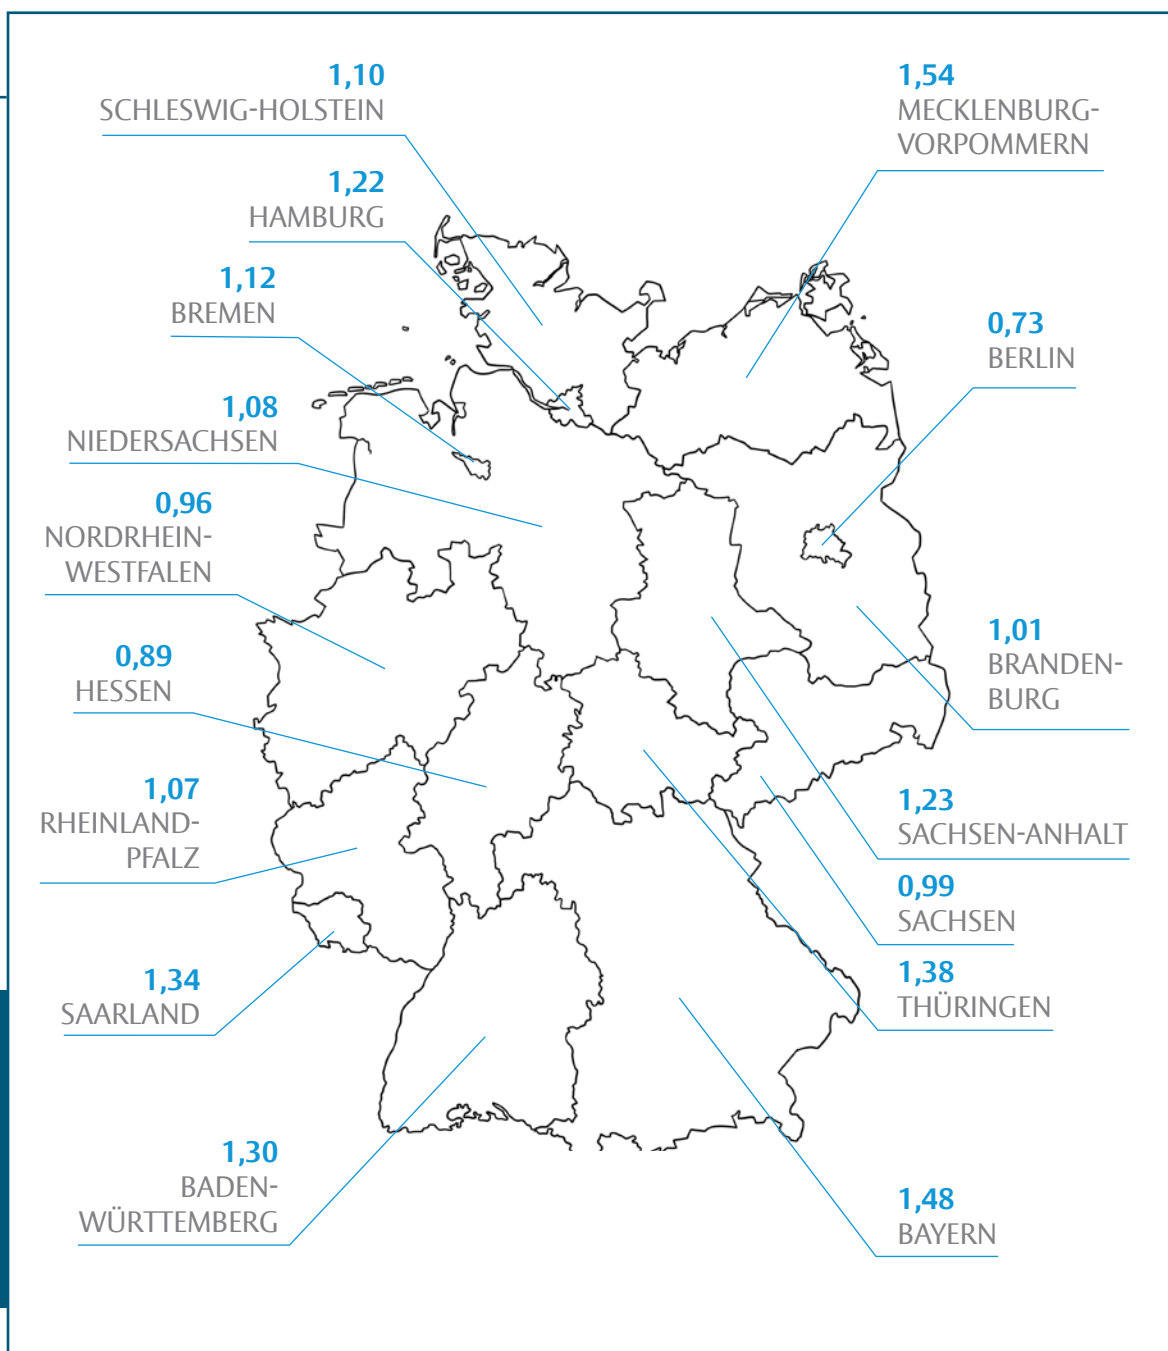 1,10
SCHLESWIG-HOLSTEIN
1,22
HAMBURG
1,12
BREMEN
1,08
NIEDERSACHSEN
0,96
NORDRHEIN-
WESTFALEN
0,89
HESSEN
1,07
RHEINLAND-
PFALZ
1,34
SAARLAND
1,30
BADEN-
WÜRTTEMBERG
1,54
MECKLENBURG-
VORPOMMERN
0,73
BERLIN
1,01
BRANDEN-
BURG
1,23
SACHSEN-ANHALT
0,99
SACHSEN
1,38
THÜRINGEN
1,48
BAYERN